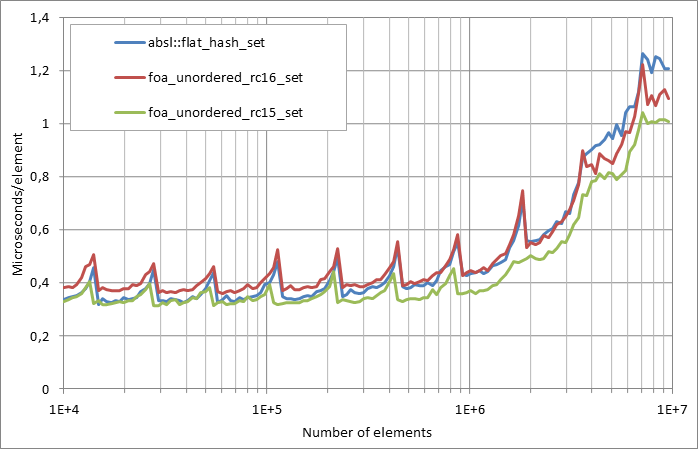 1,4
1,2
1
0,8
0,6
0,4
0,2
0
Microseconds/element
absl::flat_hash_set
foa_unordered_rc16_set
foa_unordered_rc15_set
1E+4
1E+5
1E+6
1E+7
Number of elements